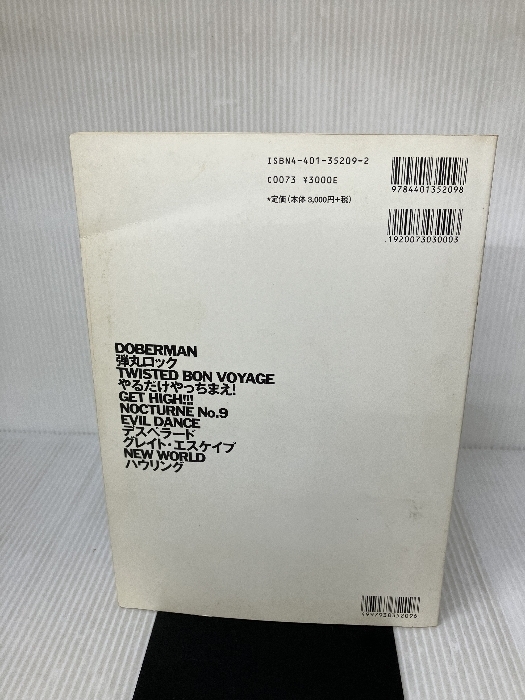 ISBN4-401-35209-2
C0073 ¥3000E
*定価(本体3,000円+税)
9784401352098
1920073030003
DOBERMAN
弾丸ロック
TWISTED BON VOYAGE
やるだけやっちまえ!
GET HIGH!!!
NOCTURNE No.9
EVIL DANCE
デスペラード
グレイト・エスケイプ
NEW WORLD
ハウリング